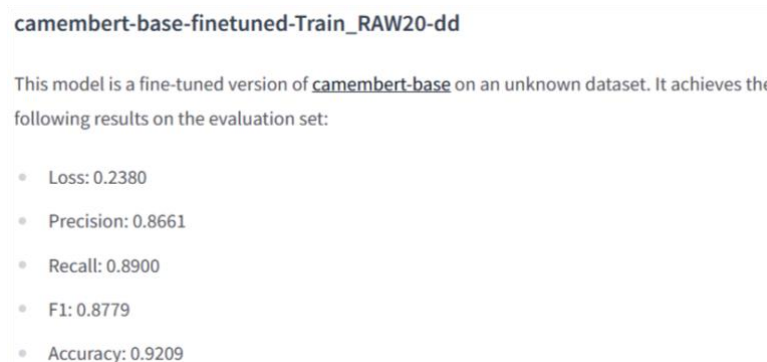 camembert-base-finetuned-Train_RAW20-dd
This model is a fine-tuned version of camembert-base on an unknown dataset. It achieves the
following results on the evaluation set:
Loss: 0.2380
Precision: 0.8661
Recall: 0.8900
F1: 0.8779
Accuracy: 0.9209